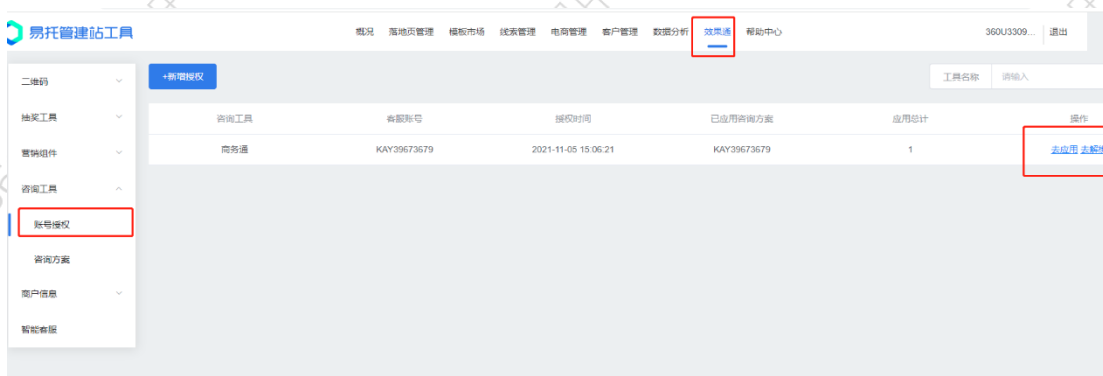 易托管建站工具
概况 落地页管理 模板市场 线索管理 电商管理 客户管理 数据分析 效果通 帮助中心
360U3309... 退出
二维码
抽奖工具
营销组件
咨询工具
账号授权
咨询方案
商户信息
智能客服
+新增授权
工具名称 请输入
咨询工具 客服账号 授权时间 已应用咨询方案 应用总计 操作
商务通 KAY39673679 2021-11-05 15:06:21 KAY39673679 1 去应用 去解绑